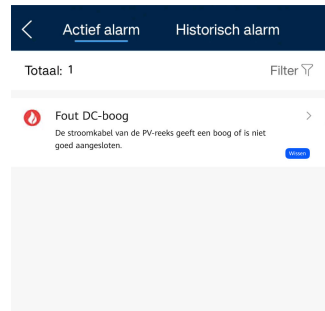 Actief alarm Historisch alarm
Totaal: 1 Filter
Fout DC-boog
De stroomkabel van de PV-reeks geeft een boog of is niet
goed aangesloten.
Wissen